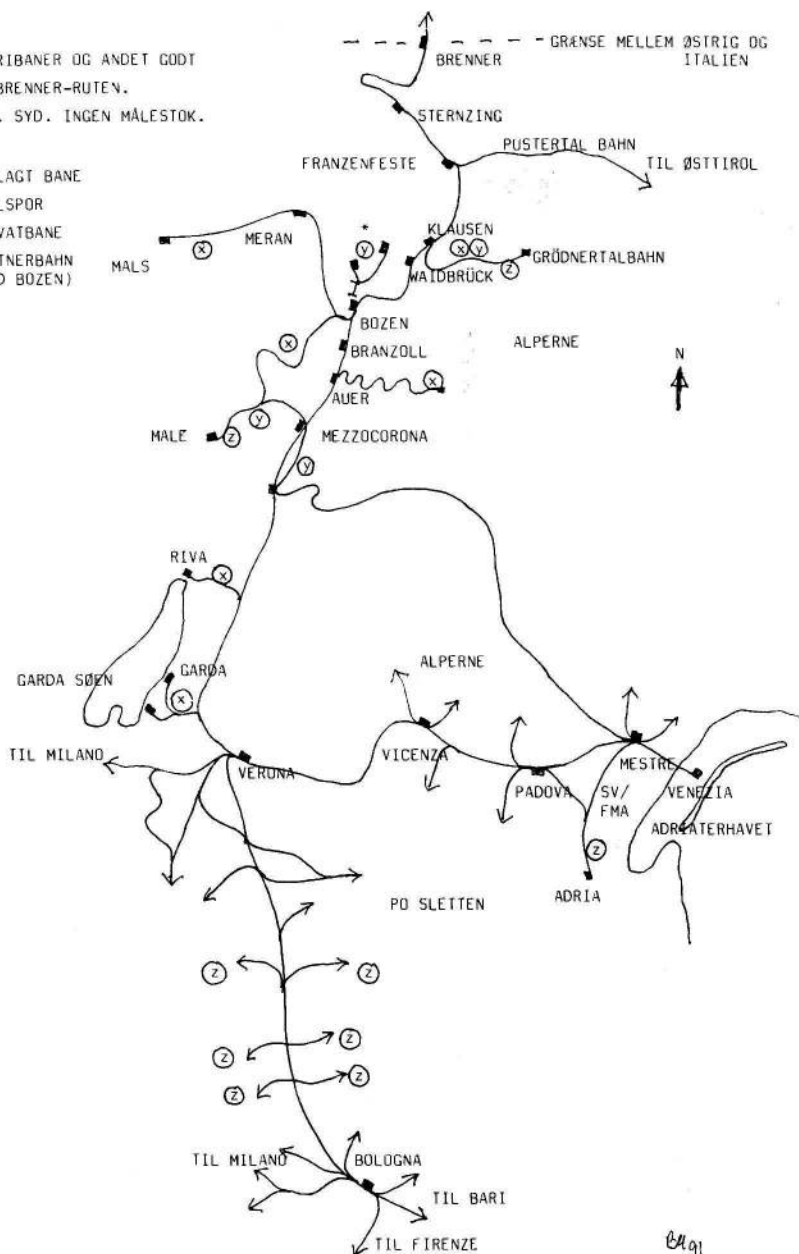 RIBANER OG ANDET GODT
BRENNER-RUTEN.
. SYD. INGEN MÅLESTOK.
LAGT BANE
LSPOR
VATBANE
TNERBAHN
D BOZEN)
GRÆNSE MELLEM ØSTRIG OG
ITALIEN
BRENNER
STERNZING
PUSTERTAL BAHN
FRANZENFESTE
TIL ØSTTIROL
MERAN
MALS
x
*
y
KLAUSEN
x y
z
GRÖDNERTALBAHN
WAIDBRÜCK
BOZEN
x
BRANZOLL
ALPERNE
N
AUER
x
MALE
z
y
MEZZOCORONA
y
RIVA
x
GARDA SØEN
GARDA
x
ALPERNE
TIL MILANO
VERONA
VICENZA
PADOVA
SV/
FMA
MESTRE
VENEZIA
ADRIATERHAVET
z
ADRIA
PO SLETTEN
z
z
z
z
z
z
TIL MILANO
BOLOGNA
TIL BARI
TIL FIRENZE
BH 91